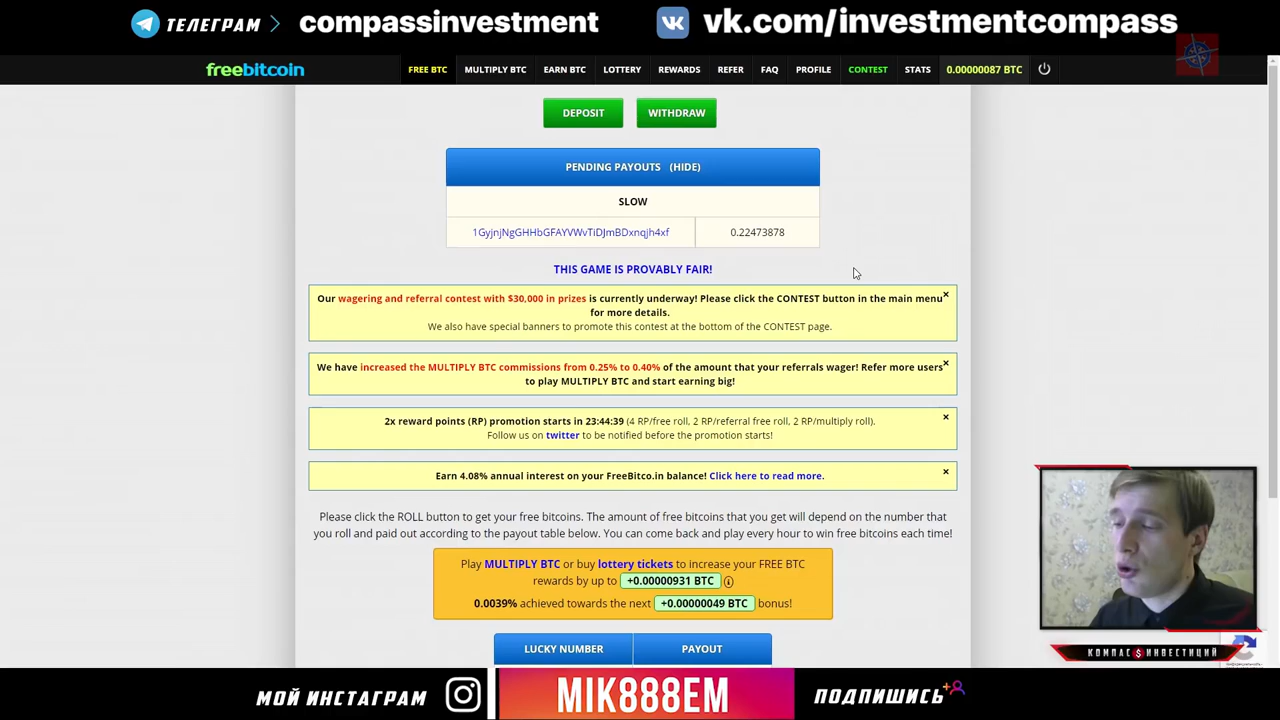 ТЕЛЕГРАМ compassinvestment vk.com/investmentcompass
freebitcoin FREE BTC MULTIPLY BTC EARN BTC LOTTERY REWARDS REFER FAQ PROFILE CONTEST STATS 0.00000087 BTC
DEPOSIT WITHDRAW
PENDING PAYOUTS (HIDE)
SLOW
1GyjnjNgGHHbGFAYVWvTiDJmBDxnqjh4xf 0.22473878
THIS GAME IS PROVABLY FAIR!
Our wagering and referral contest with $30,000 in prizes is currently underway! Please click the CONTEST button in the main menu
for more details.
We also have special banners to promote this contest at the bottom of the CONTEST page.
We have increased the MULTIPLY BTC commissions from 0.25% to 0.40% of the amount that your referrals wager! Refer more users
to play MULTIPLY BTC and start earning big!
2x reward points (RP) promotion starts in 23:44:39 (4 RP/free roll, 2 RP/referral free roll, 2 RP/multiply roll).
Follow us on twitter to be notified before the promotion starts!
Earn 4.08% annual interest on your FreeBitco.in balance! Click here to read more.
Please click the ROLL button to get your free bitcoins. The amount of free bitcoins that you get will depend on the number that
you roll and paid out according to the payout table below. You can come back and play every hour to win free bitcoins each time!
Play MULTIPLY BTC or buy lottery tickets to increase your FREE BTC
rewards by up to +0.00000931 BTC
0.0039% achieved towards the next +0.00000049 BTC bonus!
LUCKY NUMBER PAYOUT
КОМПАС $ ИНВЕСТИЦИЙ
МОЙ ИНСТАГРАМ MIK888EM ПОДПИШИСЬ